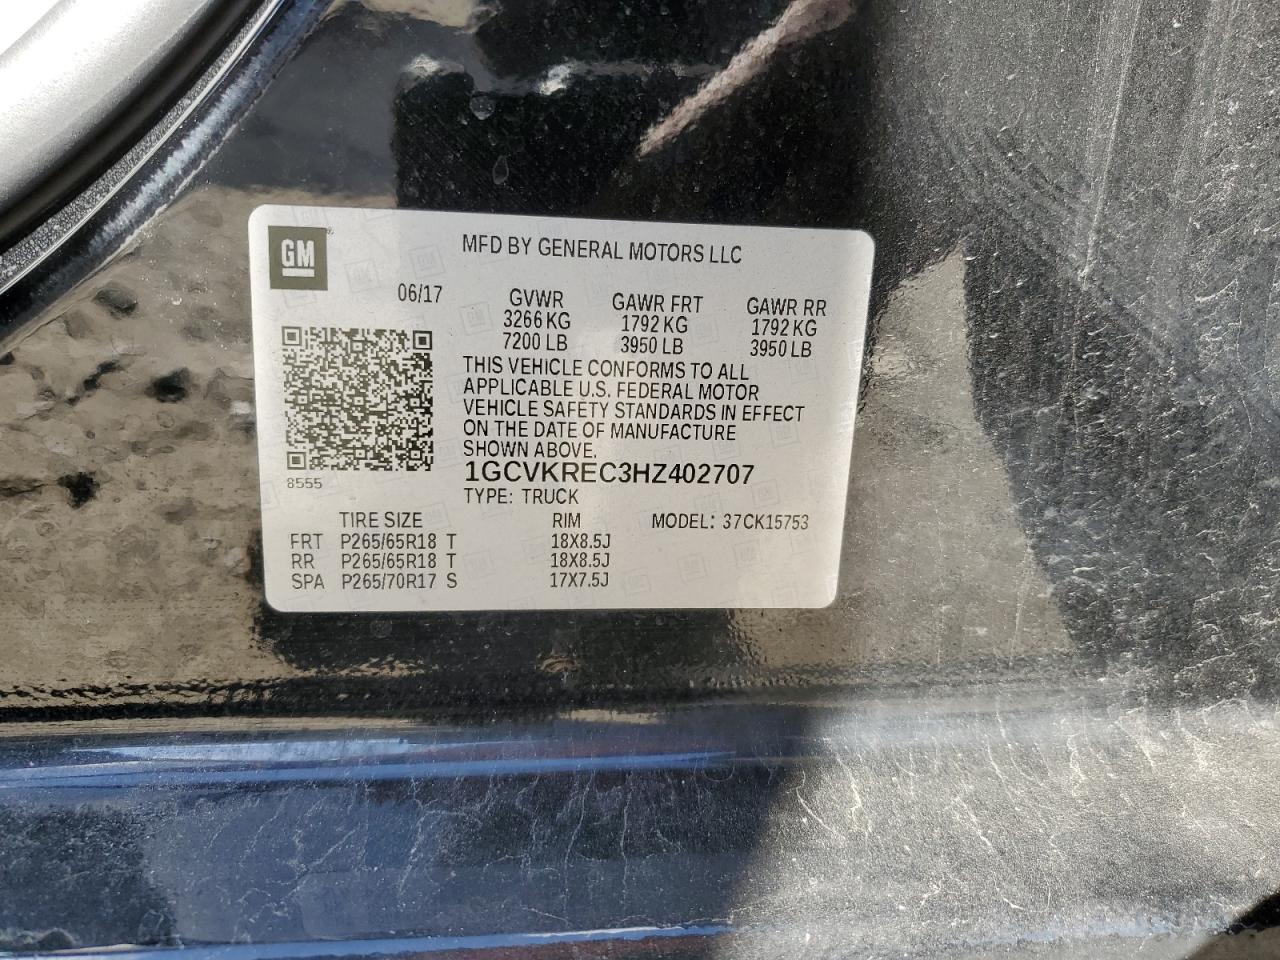 GM
MFD BY GENERAL MOTORS LLC
06/17
GVWR GAWR FRT GAWR RR
3266 KG 1792 KG 1792 KG
7200 LB 3950 LB 3950 LB
THIS VEHICLE CONFORMS TO ALL
APPLICABLE U.S. FEDERAL MOTOR
VEHICLE SAFETY STANDARDS IN EFFECT
ON THE DATE OF MANUFACTURE
SHOWN ABOVE.
8555
1GCVKREC3HZ402707
TYPE: TRUCK
TIRE SIZE RIM MODEL: 37CK15753
FRT P265/65R18 T 18X8.5J
RR P265/65R18 T 18X8.5J
SPA P265/70R17 S 17X7.5J